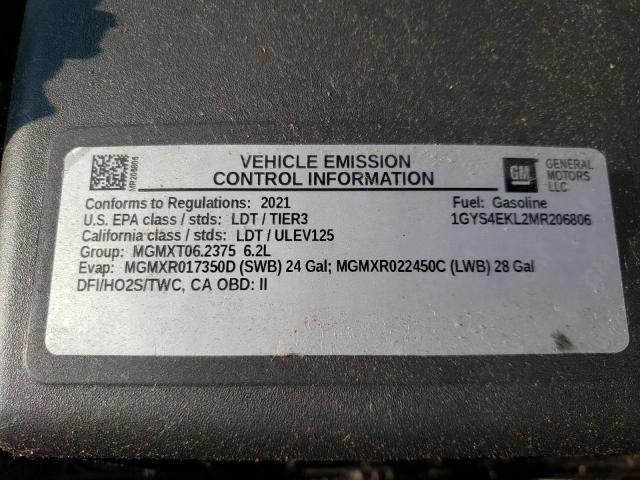 MR206806
VEHICLE EMISSION
CONTROL INFORMATION
GM
GENERAL
MOTORS
LLC
Conforms to Regulations: 2021
Fuel: Gasoline
U.S. EPA class / stds: LDT / TIER3
1GYS4EKL2MR206806
California class / stds: LDT / ULEV125
Group: MGMXT06.2375 6.2L
Evap: MGMXR017350D (SWB) 24 Gal; MGMXR022450C (LWB) 28 Gal
DFI/HO2S/TWC, CA OBD: II